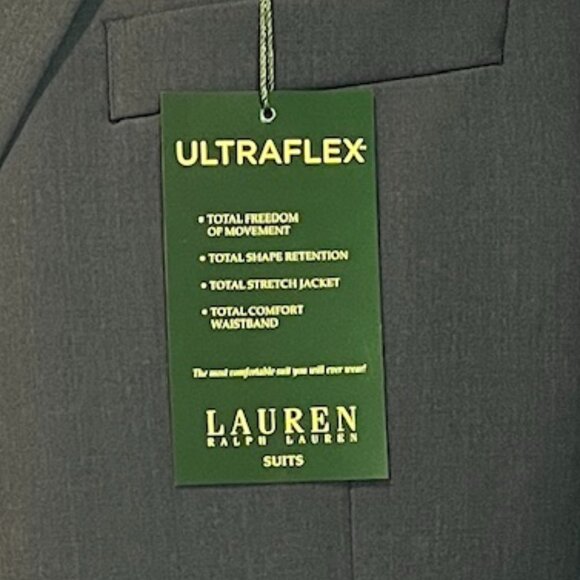 ULTRAFLEX
• TOTAL FREEDOM
OF MOVEMENT
• TOTAL SHAPE RETENTION
• TOTAL STRETCH JACKET
• TOTAL COMFORT
WAISTBAND
The most comfortable suit you will ever wear!
LAUREN
RALPH LAUREN
SUITS